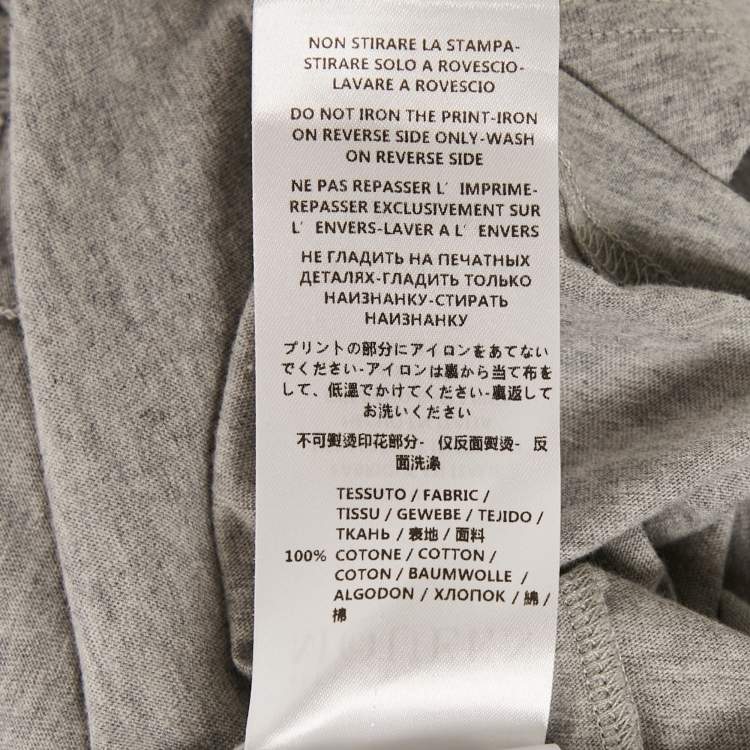 NON STIRARE LA STAMPA-
STIRARE SOLO A ROVESCIO-
LAVARE A ROVESCIO
DO NOT IRON THE PRINT-IRON
ON REVERSE SIDE ONLY-WASH
ON REVERSE SIDE
NE PAS REPASSER L' IMPRIME-
REPASSER EXCLUSIVEMENT SUR
L' ENVERS-LAVER A L' ENVERS
НЕ ГЛАДИТЬ НА ПЕЧАТНЫХ
ДЕТАЛЯХ-ГЛАДИТЬ ТОЛЬКО
НАИЗНАНКУ-СТИРАТЬ
НАИЗНАНКУ
プリントの部分にアイロンをあてない
でください-アイロンは裏から当て布を
して、低温でかけてください-裏返して
お洗いください
不可熨烫印花部分- 仅反面熨烫- 反
面洗涤
TESSUTO / FABRIC /
TISSU / GEWEBE / TEJIDO /
ТКАНЬ / 表地 / 面料
100% COTONE / COTTON /
COTON / BAUMWOLLE /
ALGODON / ХЛОПОК / 綿 /
棉